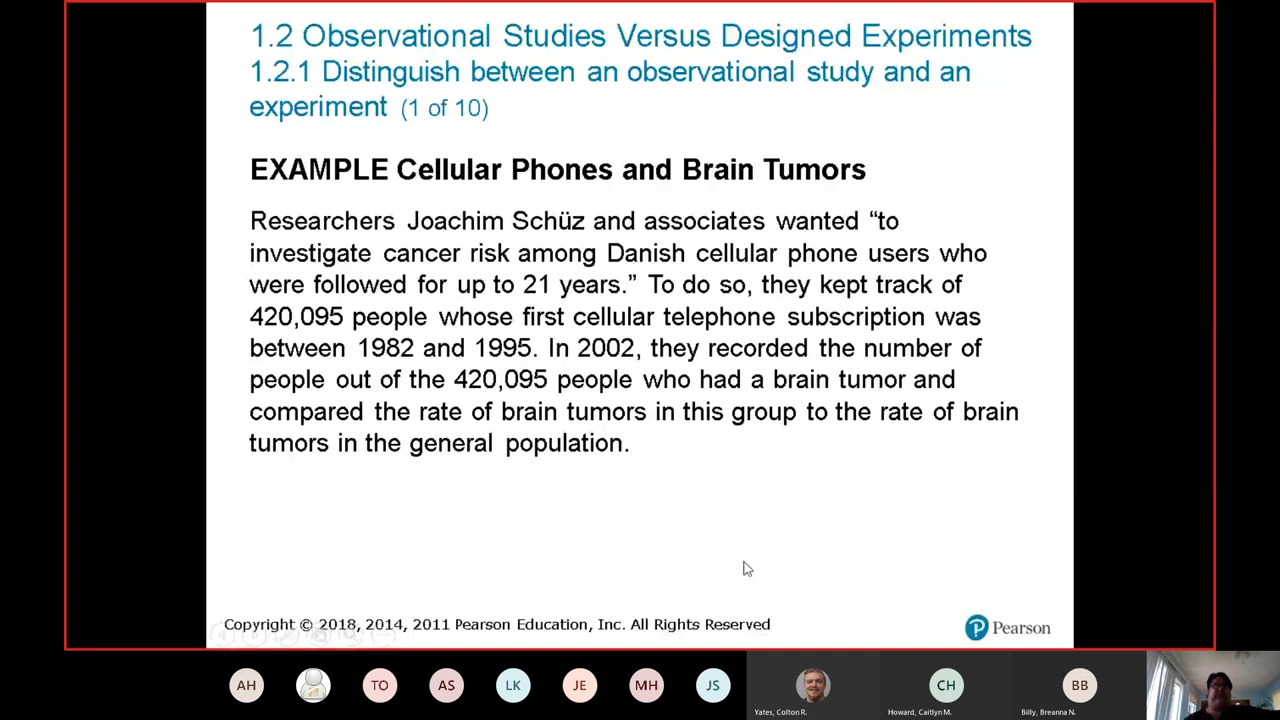 1.2 Observational Studies Versus Designed Experiments
1.2.1 Distinguish between an observational study and an
experiment (1 of 10)
EXAMPLE Cellular Phones and Brain Tumors
Researchers Joachim Schüz and associates wanted “to
investigate cancer risk among Danish cellular phone users who
were followed for up to 21 years.” To do so, they kept track of
420,095 people whose first cellular telephone subscription was
between 1982 and 1995. In 2002, they recorded the number of
people out of the 420,095 people who had a brain tumor and
compared the rate of brain tumors in this group to the rate of brain
tumors in the general population.
Copyright © 2018, 2014, 2011 Pearson Education, Inc. All Rights Reserved
P Pearson
AH TO AS LK JE MH JS CH BB
Yates, Colton R. Howard, Caitlyn M. Billy, Breanna N.